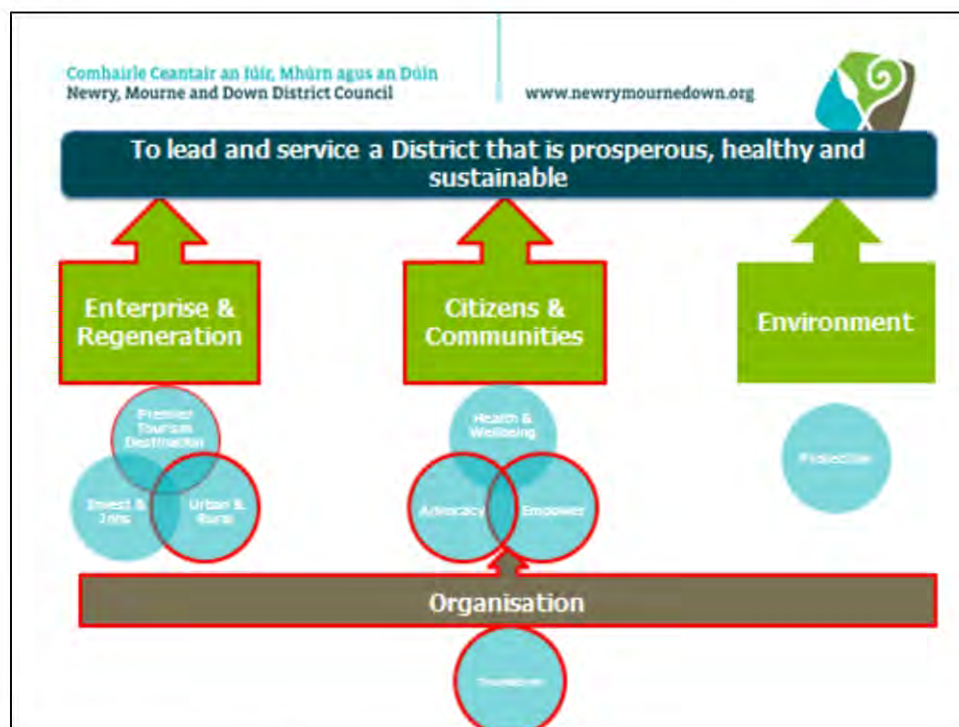 Comhairle Ceantair an Iúir, Mhúrn agus an Dúin
Newry, Mourne and Down District Council
www.newrymournedown.org
To lead and service a District that is prosperous, healthy and
sustainable
Enterprise &
Regeneration
Citizens &
Communities
Environment
Premier
Tourism
Destination
Invest &
Jobs
Urban &
Rural
Health &
Wellbeing
Advocacy
Empower
Protection
Organisation